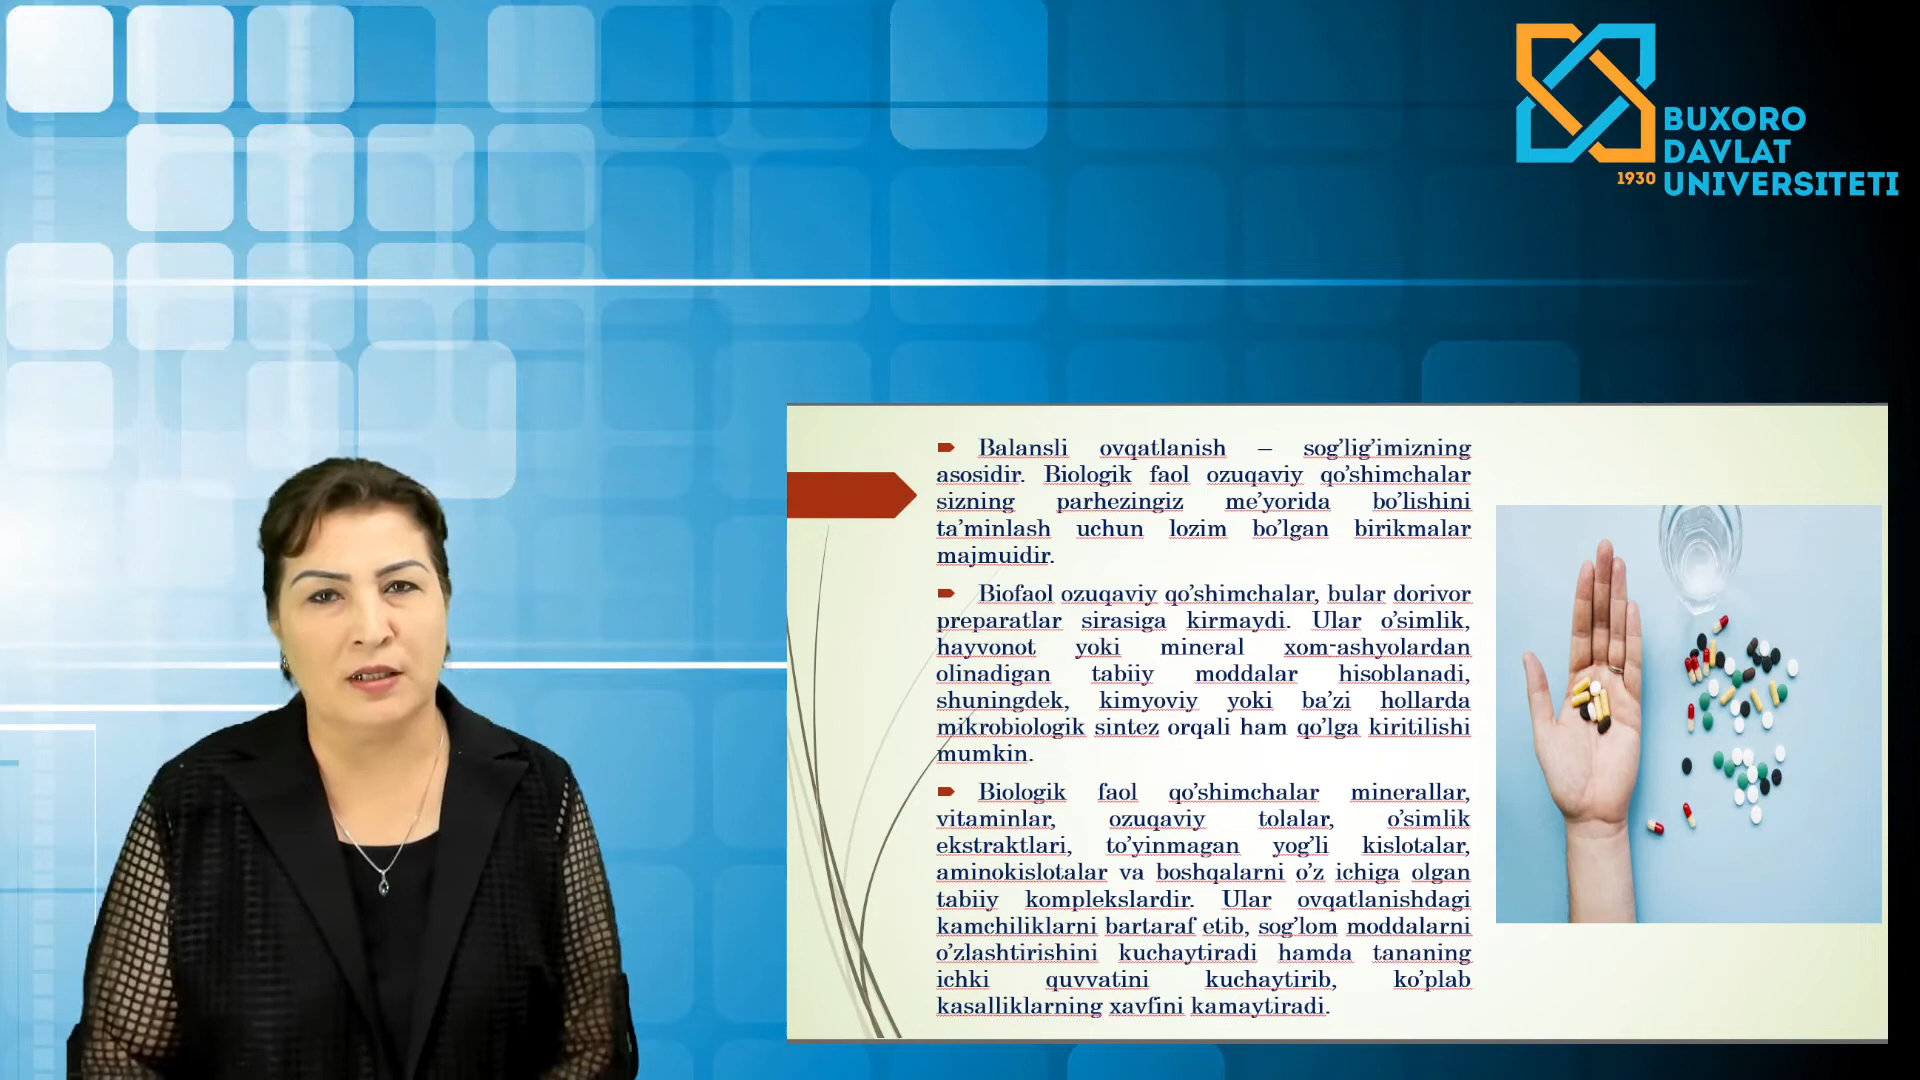 BUXORO
DAVLAT
1930 UNIVERSITETI
Balansli ovqatlanish – sog’lig’imizning
asosidir. Biologik faol ozuqaviy qo’shimchalar
sizning parhezingiz me’yorida bo’lishini
ta’minlash uchun lozim bo’lgan birikmalar
majmuidir.
Biofaol ozuqaviy qo’shimchalar, bular dorivor
preparatlar sirasiga kirmaydi. Ular o’simlik,
hayvonot yoki mineral xom-ashyolardan
olinadigan tabiiy moddalar hisoblanadi,
shuningdek, kimyoviy yoki ba’zi hollarda
mikrobiologik sintez orqali ham qo’lga kiritilishi
mumkin.
Biologik faol qo’shimchalar minerallar,
vitaminlar, ozuqaviy tolalar, o’simlik
ekstraktlari, to’yinmagan yog’li kislotalar,
aminokislotalar va boshqalarni o’z ichiga olgan
tabiiy komplekslardir. Ular ovqatlanishdagi
kamchiliklarni bartaraf etib, sog’lom moddalarni
o’zlashtirishini kuchaytiradi hamda tananing
ichki quvvatini kuchaytirib, ko’plab
kasalliklarning xavfini kamaytiradi.